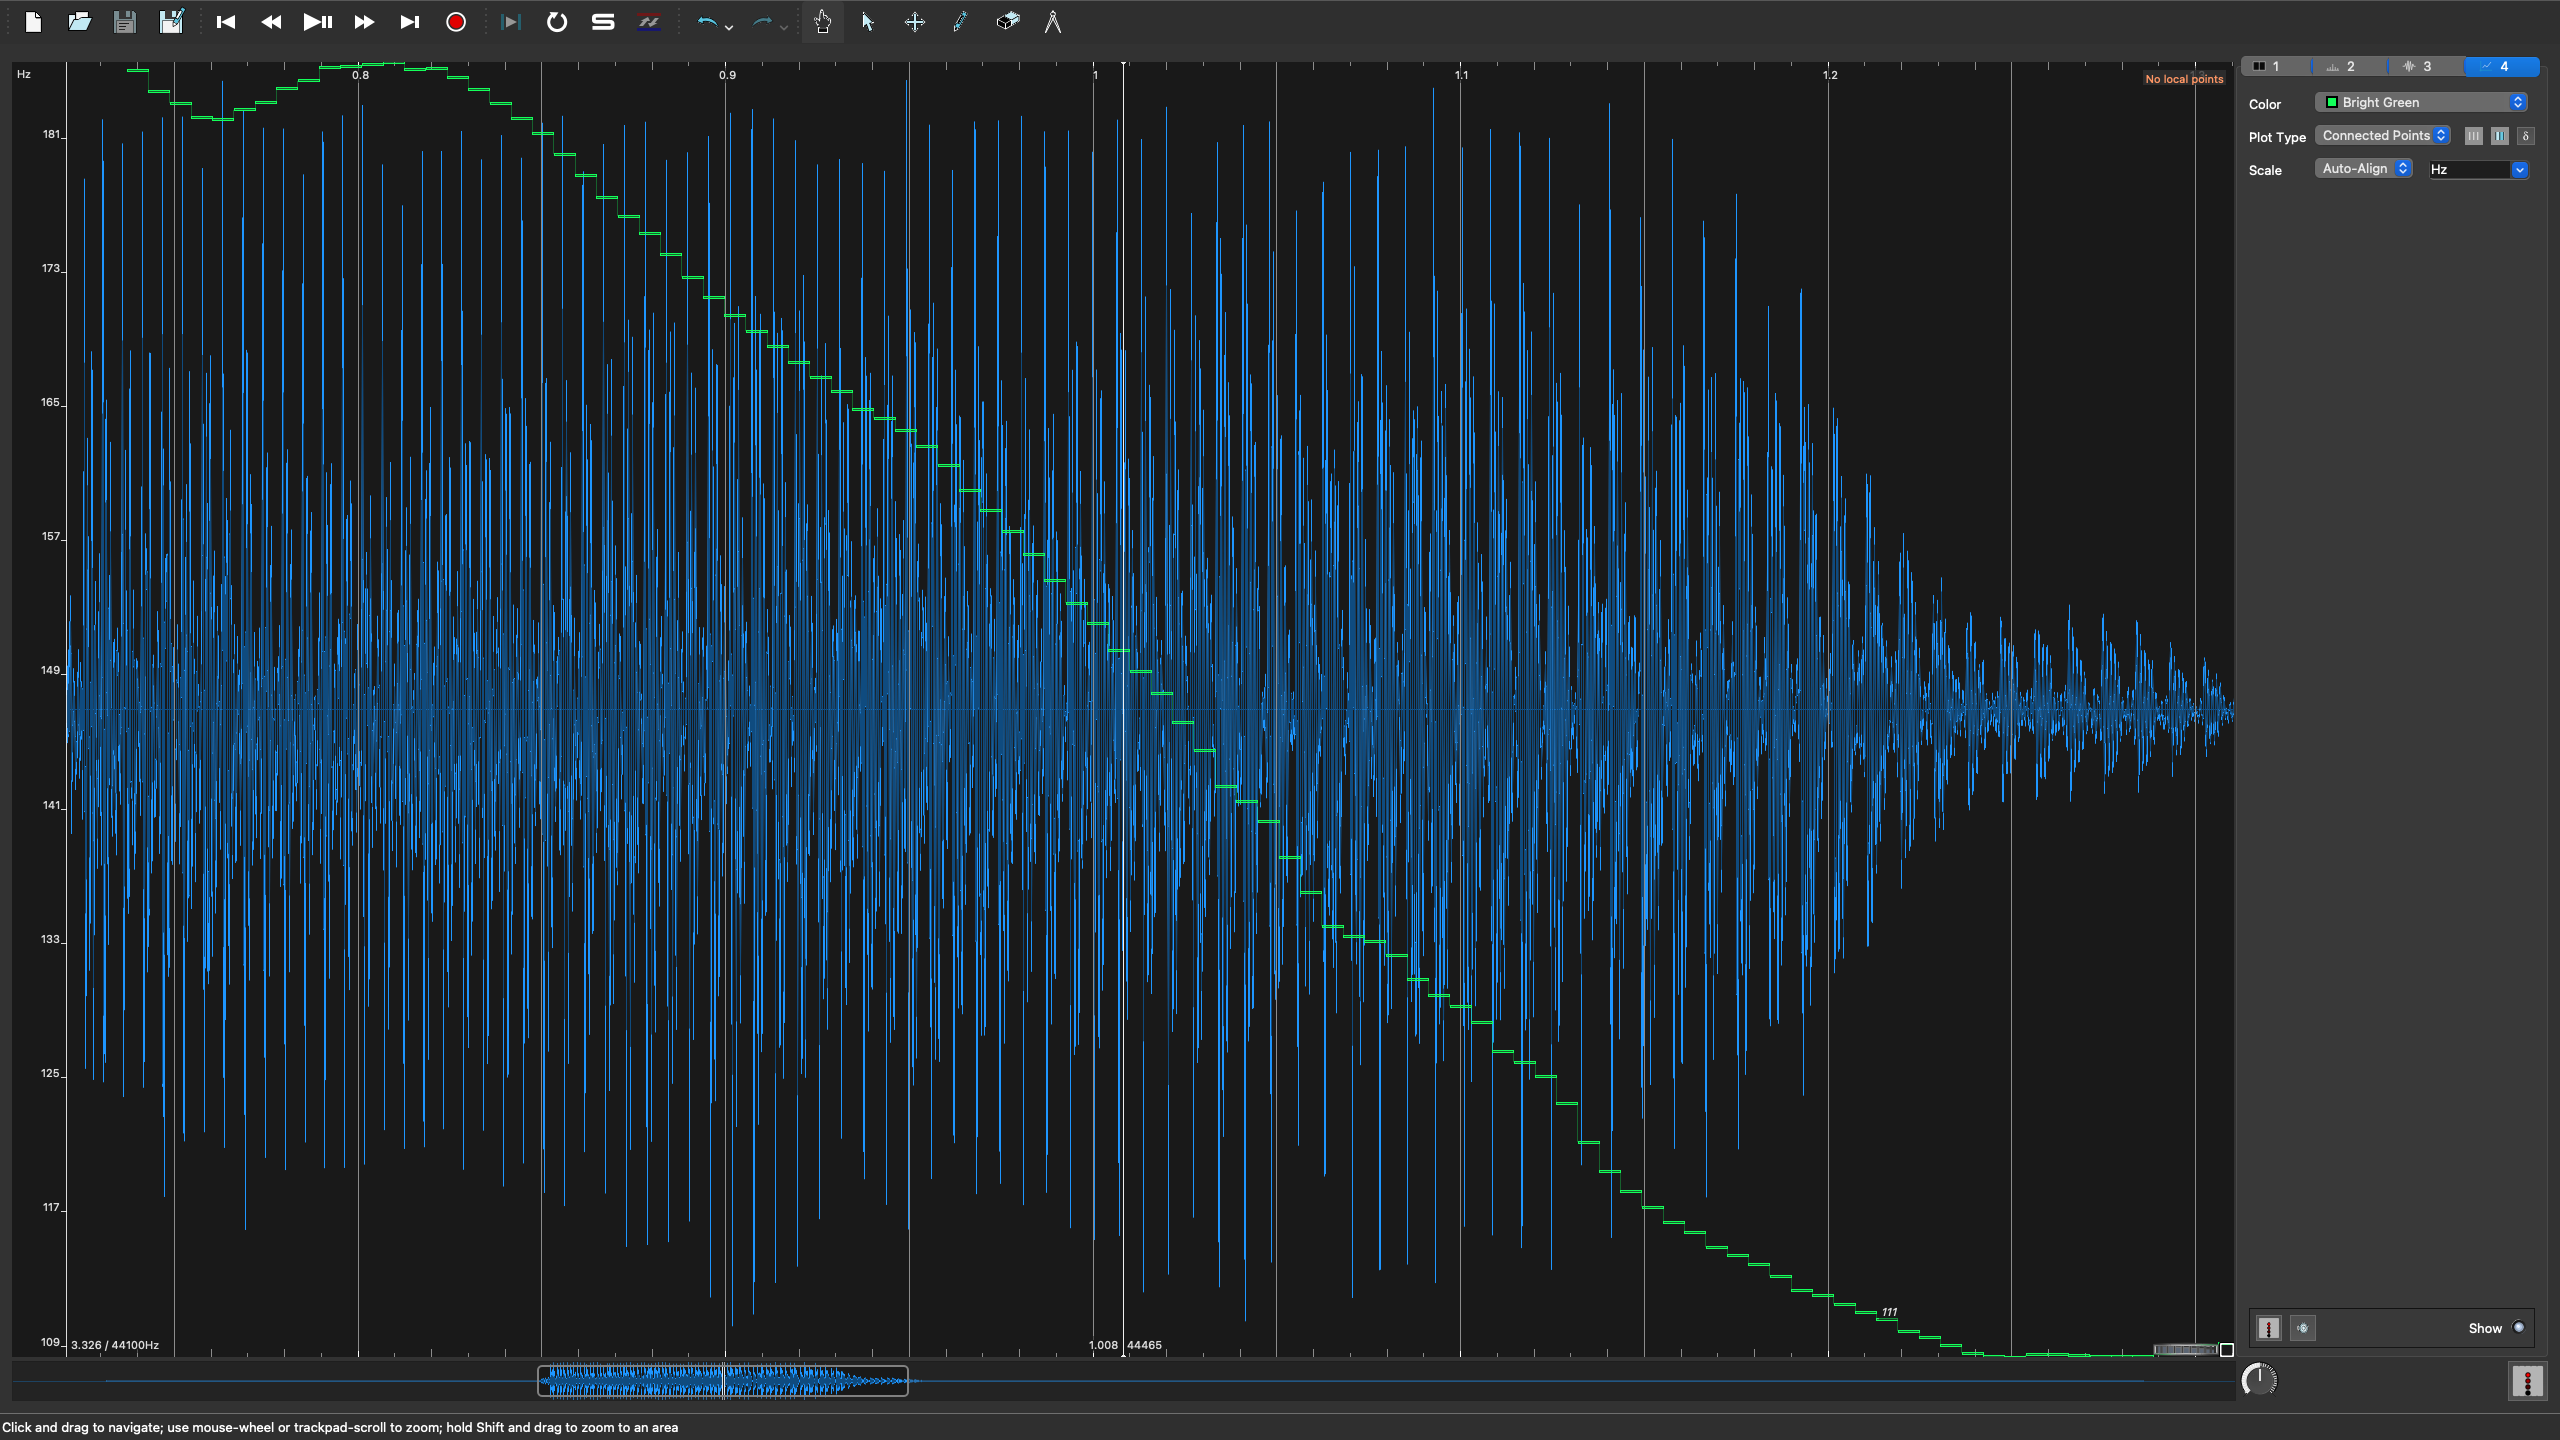 Hz 0.8 0.9 1 1.1 1.2 No local points
181
173
165
157
149
141
133
125
117
111
109
3.326 / 44100Hz 1.008 44465
1 2 3 4
Color Bright Green
Plot Type Connected Points δ
Scale Auto-Align Hz
Show
Click and drag to navigate; use mouse-wheel or trackpad-scroll to zoom; hold Shift and drag to zoom to an area